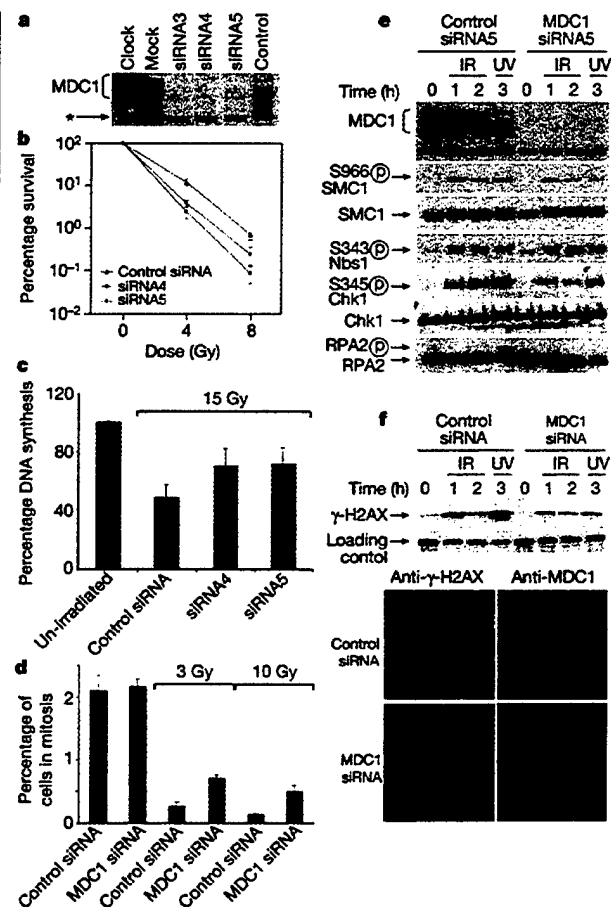 a
Clock
Mock
siRNA3
siRNA4
siRNA5
Control
MDC1
*
b
Percentage survival
10²
10¹
10⁰
10⁻¹
10⁻²
Control siRNA
siRNA4
siRNA5
0 4 8
Dose (Gy)
c
Percentage DNA synthesis
120
80
40
0
15 Gy
Un-irradiated
Control siRNA
siRNA4
siRNA5
d
Percentage of
cells in mitosis
2
1
0
3 Gy 10 Gy
Control siRNA
MDC1 siRNA
Control siRNA
MDC1 siRNA
Control siRNA
MDC1 siRNA
e
Control
siRNA5
MDC1
siRNA5
IR UV IR UV
Time (h) 0 1 2 3 0 1 2 3
MDC1
S966Ⓟ
SMC1
SMC1
S343Ⓟ
Nbs1
S345Ⓟ
Chk1
Chk1
RPA2Ⓟ
RPA2
f
Control
siRNA
MDC1
siRNA
IR UV IR UV
Time (h) 0 1 2 3 0 1 2 3
γ-H2AX
Loading
contol
Anti-γ-H2AX Anti-MDC1
Control
siRNA
MDC1
siRNA